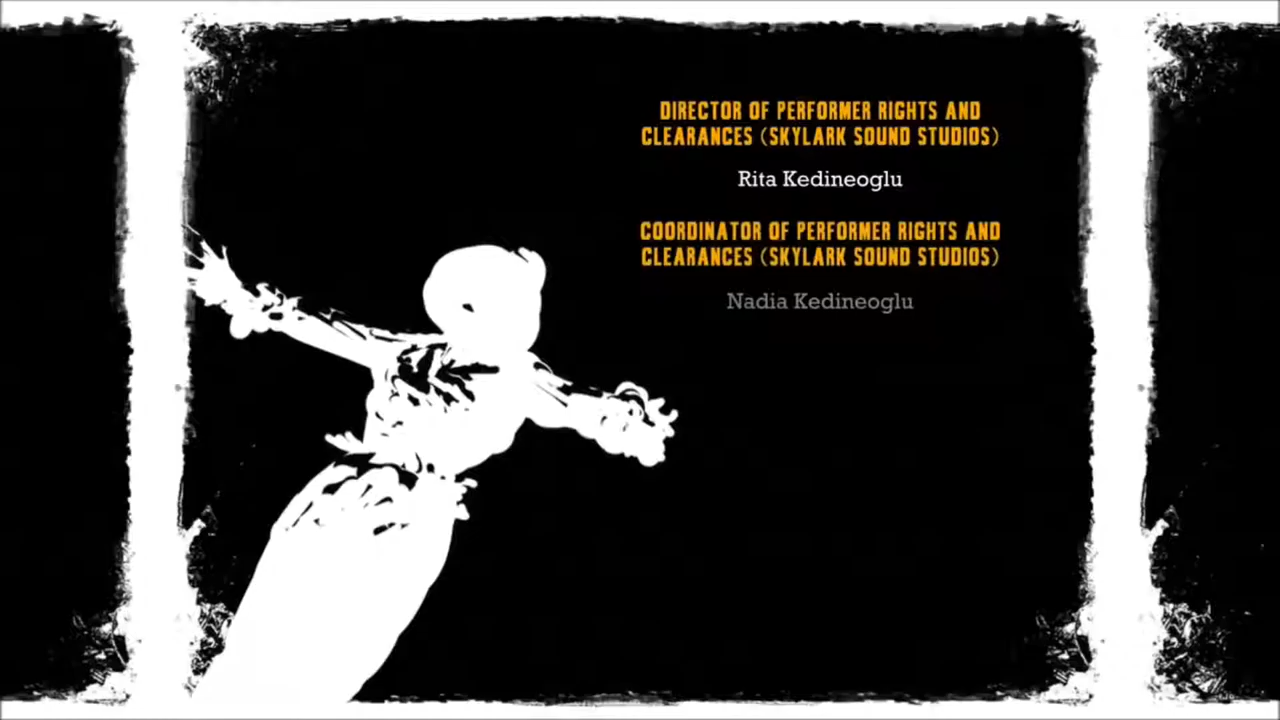 DIRECTOR OF PERFORMER RIGHTS AND
CLEARANCES (SKYLARK SOUND STUDIOS)
Rita Kedineoglu
COORDINATOR OF PERFORMER RIGHTS AND
CLEARANCES (SKYLARK SOUND STUDIOS)
Nadia Kedineoglu